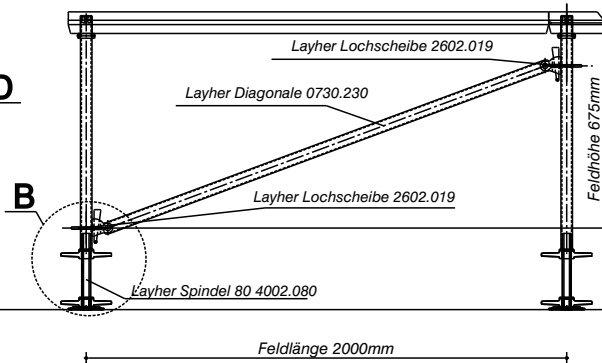 Layher Lochscheibe 2602.019
D
Layher Diagonale 0730.230
Feldhöhe 675mm
B
Layher Lochscheibe 2602.019
Layher Spindel 80 4002.080
Feldlänge 2000mm